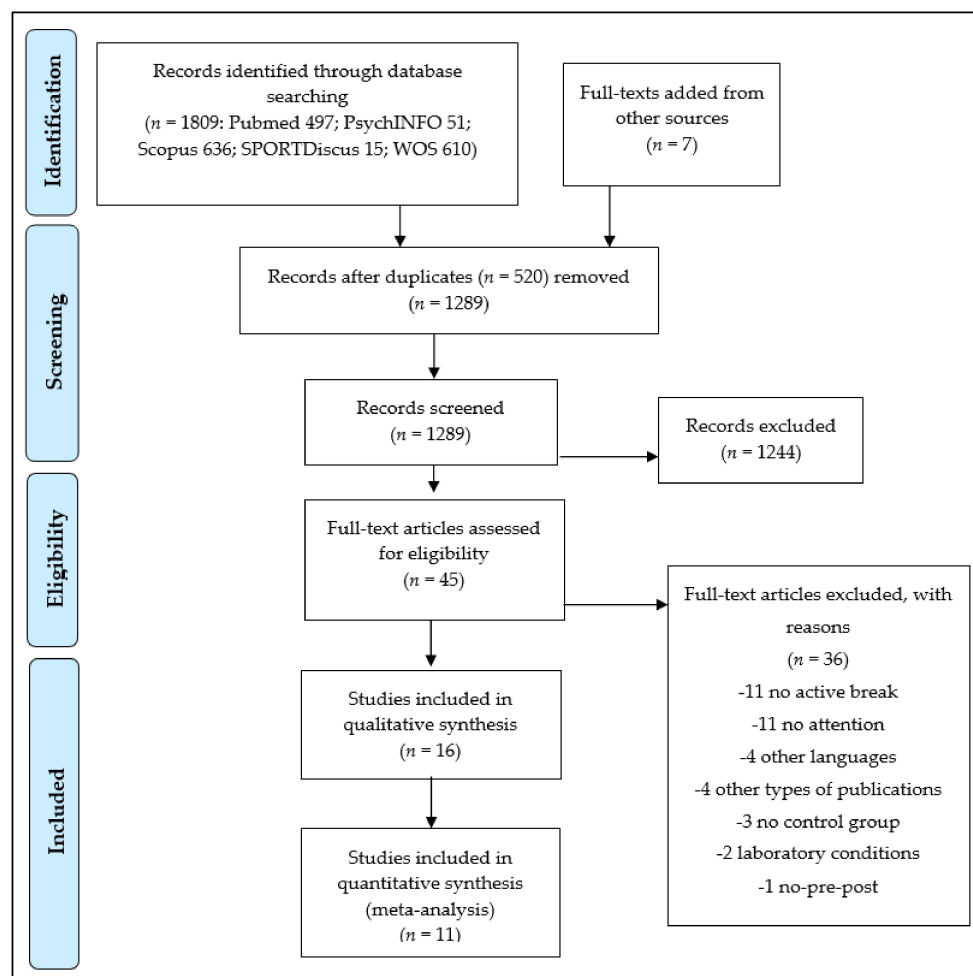 Identification
Records identified through database
searching
(n = 1809: Pubmed 497; PsychINFO 51;
Scopus 636; SPORTDiscus 15; WOS 610)
Full-texts added from
other sources
(n = 7)
Screening
Records after duplicates (n = 520) removed
(n = 1289)
Records screened
(n = 1289)
Records excluded
(n = 1244)
Eligibility
Full-text articles assessed
for eligibility
(n = 45)
Full-text articles excluded, with
reasons
(n = 36)
-11 no active break
-11 no attention
-4 other languages
-4 other types of publications
-3 no control group
-2 laboratory conditions
-1 no-pre-post
Included
Studies included in
qualitative synthesis
(n = 16)
Studies included in
quantitative synthesis
(meta-analysis)
(n = 11)